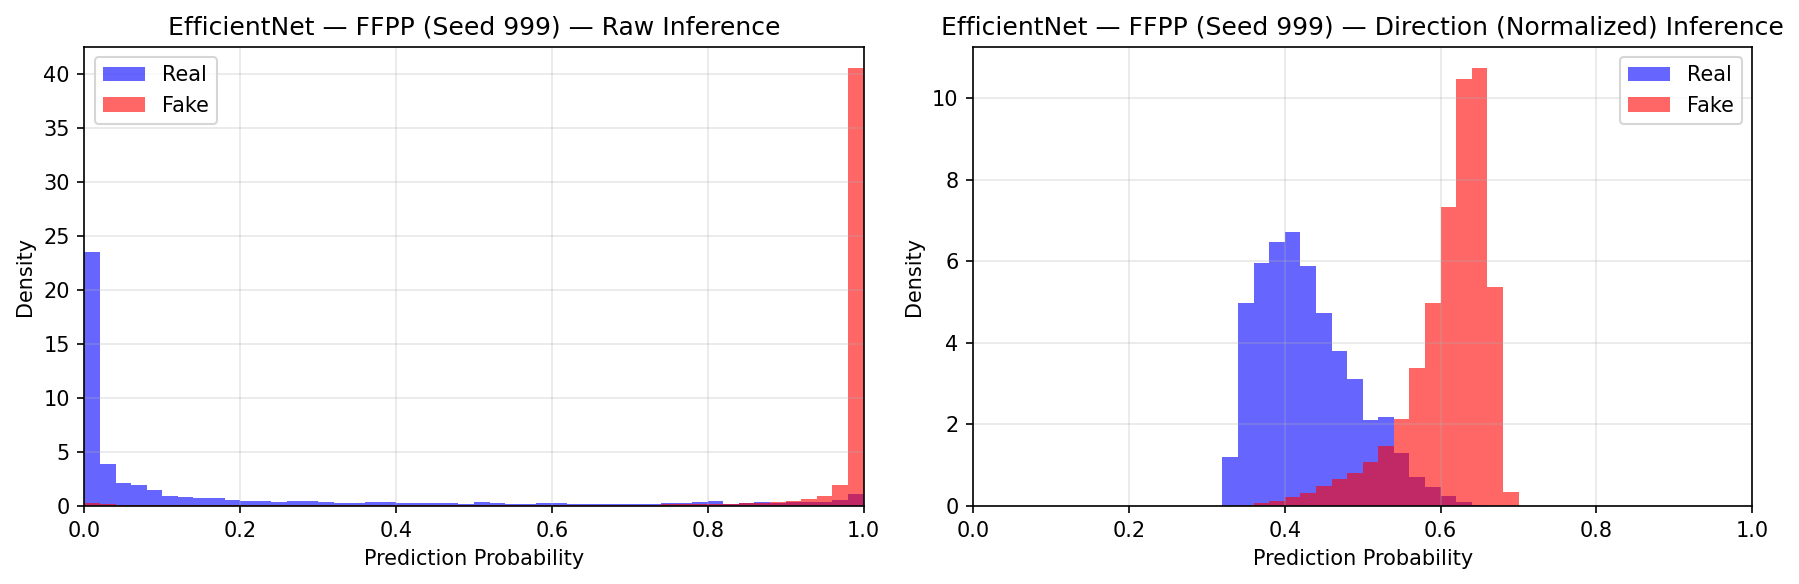 EfficientNet — FFPP (Seed 999) — Raw Inference
Real
Fake
40
35
30
25
20
15
10
5
0
Density
0.0 0.2 0.4 0.6 0.8 1.0
Prediction Probability
EfficientNet — FFPP (Seed 999) — Direction (Normalized) Inference
Real
Fake
10
8
6
4
2
0
Density
0.0 0.2 0.4 0.6 0.8 1.0
Prediction Probability